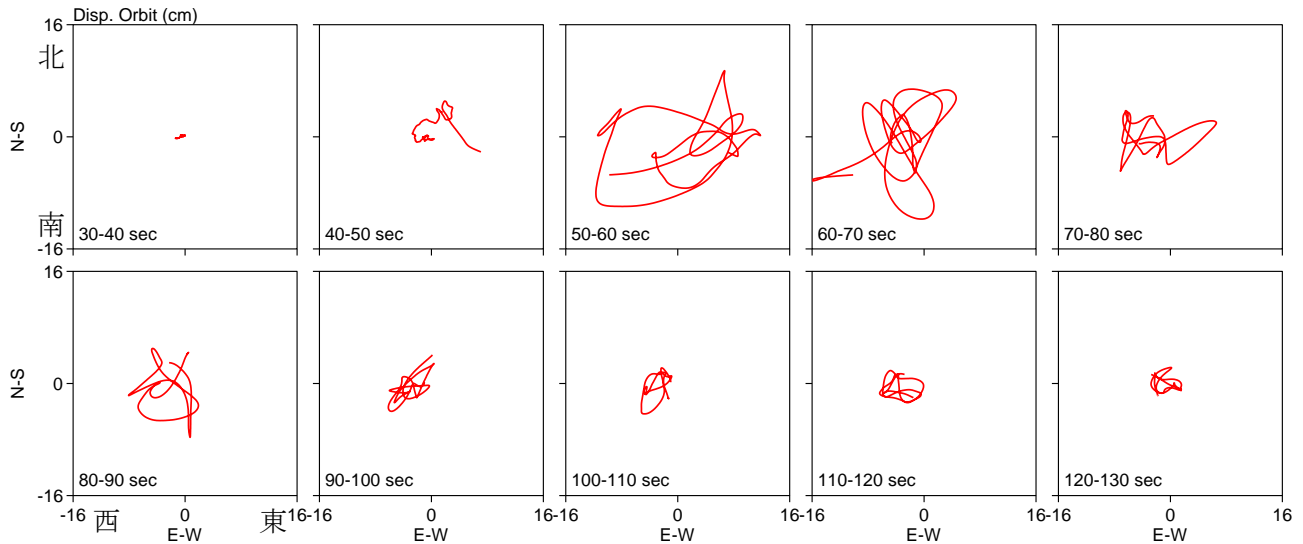 Disp. Orbit (cm)
16
北
N-S
0
南
-16
30-40 sec
40-50 sec
50-60 sec
60-70 sec
70-80 sec
16
N-S
0
-16
80-90 sec
90-100 sec
100-110 sec
110-120 sec
120-130 sec
-16 西 0 東 16
-16 0 16
-16 0 16
-16 0 16
-16 0 16
E-W
E-W
E-W
E-W
E-W